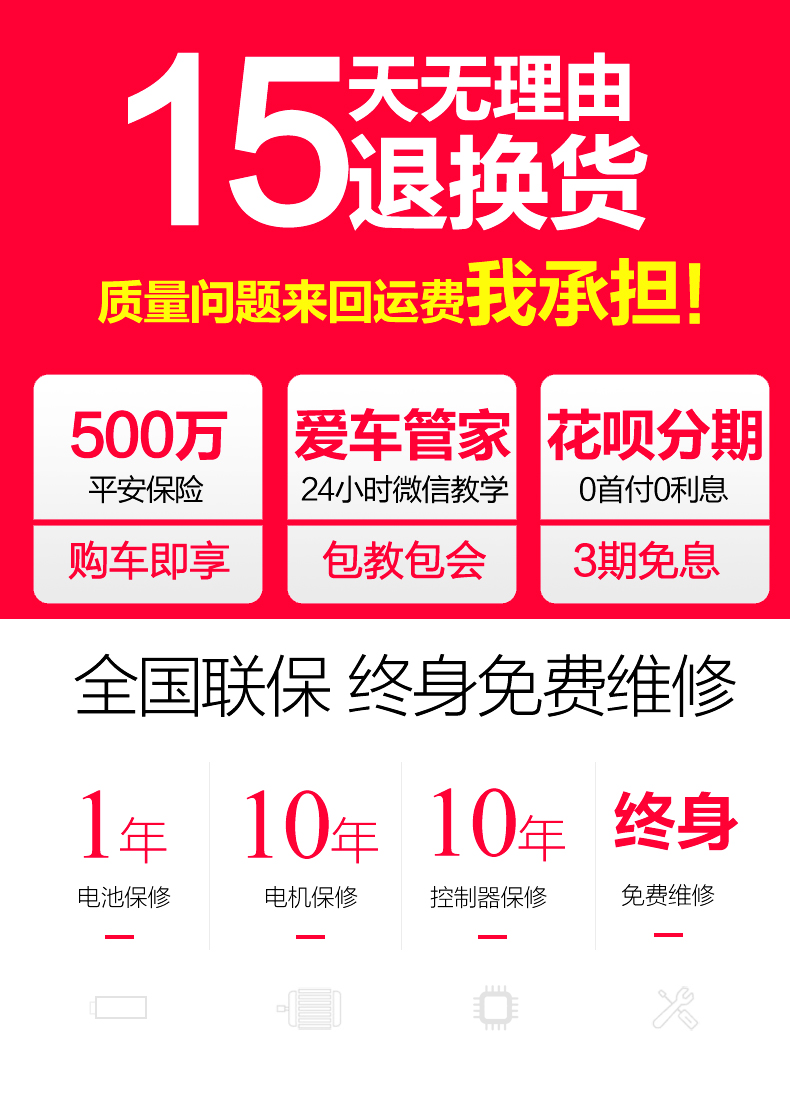 15天无理由
退换货
质量问题来回运费我承担!
500万
平安保险
购车即享
爱车管家
24小时微信教学
包教包会
花呗分期
0首付0利息
3期免息
全国联保 终身免费维修
1年
电池保修
10年
电机保修
10年
控制器保修
终身
免费维修